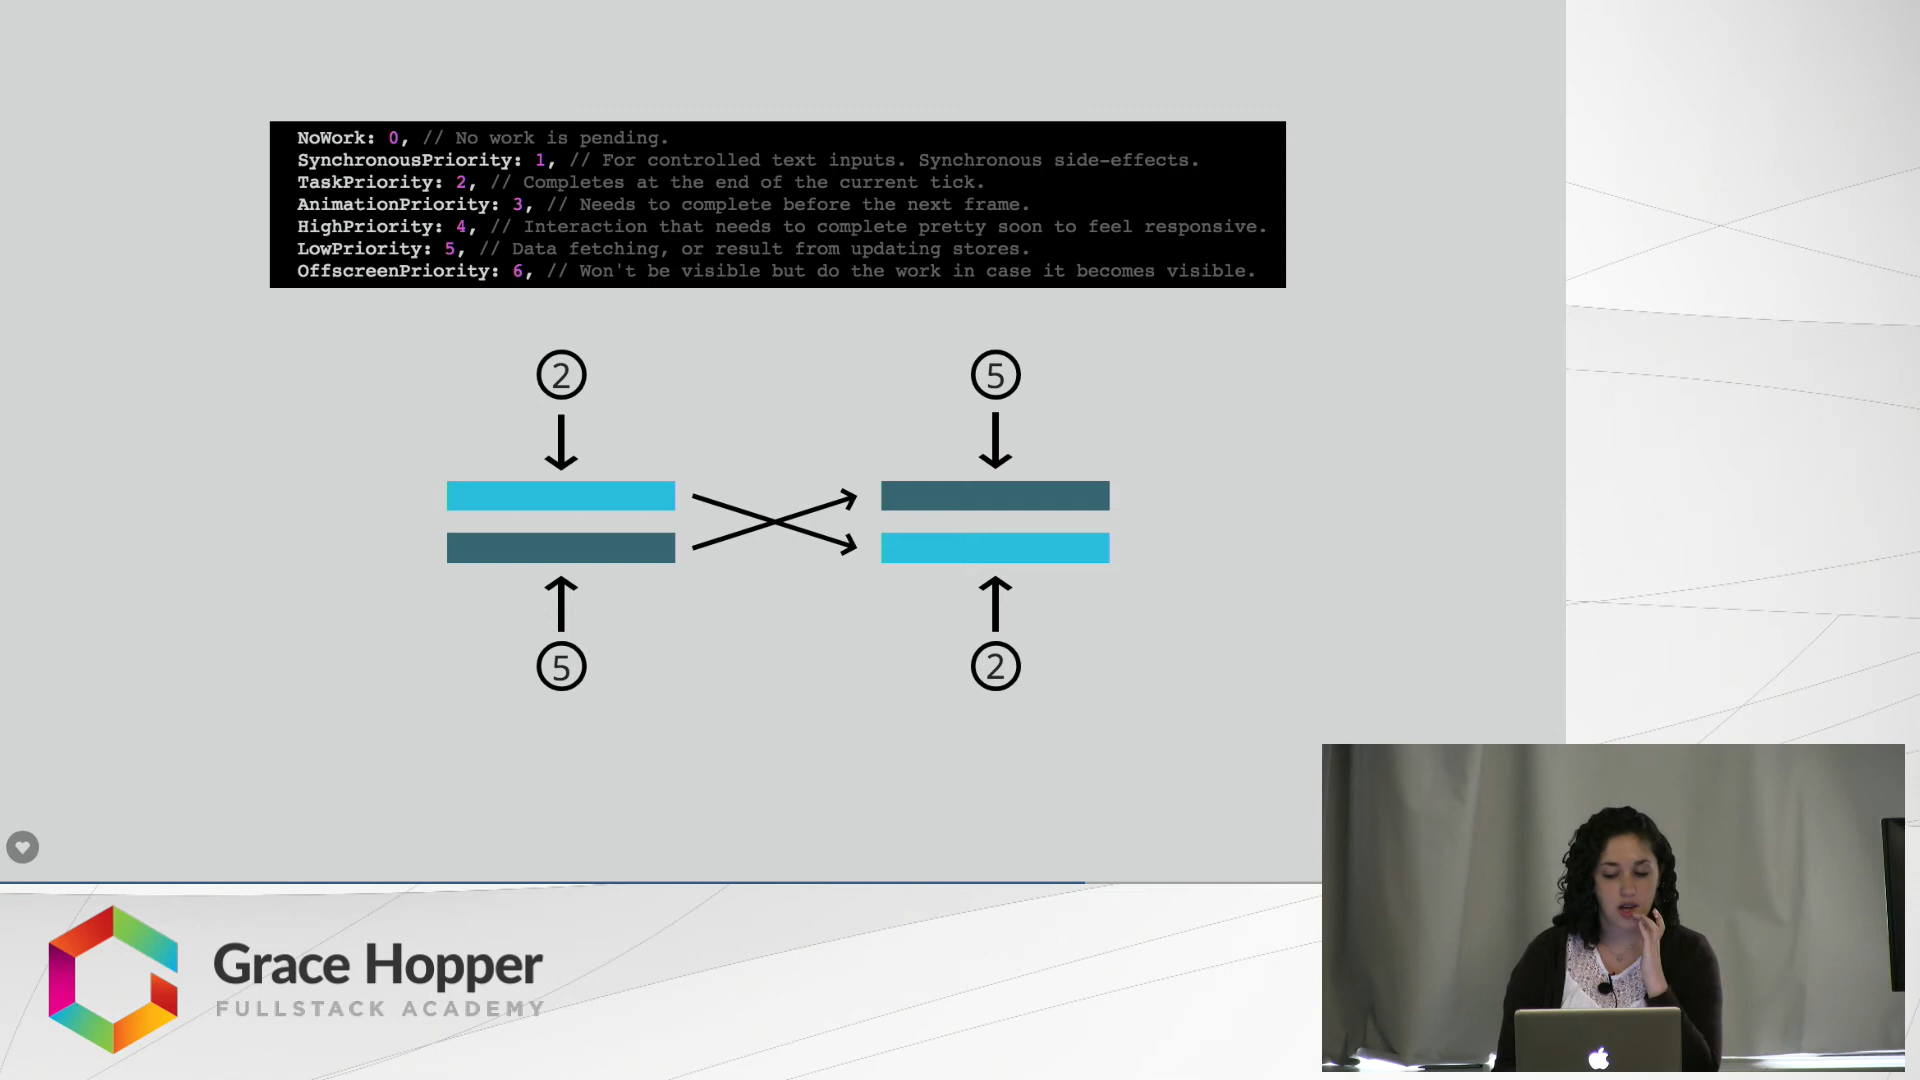 NoWork: 0, // No work is pending.
SynchronousPriority: 1, // For controlled text inputs. Synchronous side-effects.
TaskPriority: 2, // Completes at the end of the current tick.
AnimationPriority: 3, // Needs to complete before the next frame.
HighPriority: 4, // Interaction that needs to complete pretty soon to feel responsive.
LowPriority: 5, // Data fetching, or result from updating stores.
OffscreenPriority: 6, // Won't be visible but do the work in case it becomes visible.
2
5
5
2
Grace Hopper
FULLSTACK ACADEMY